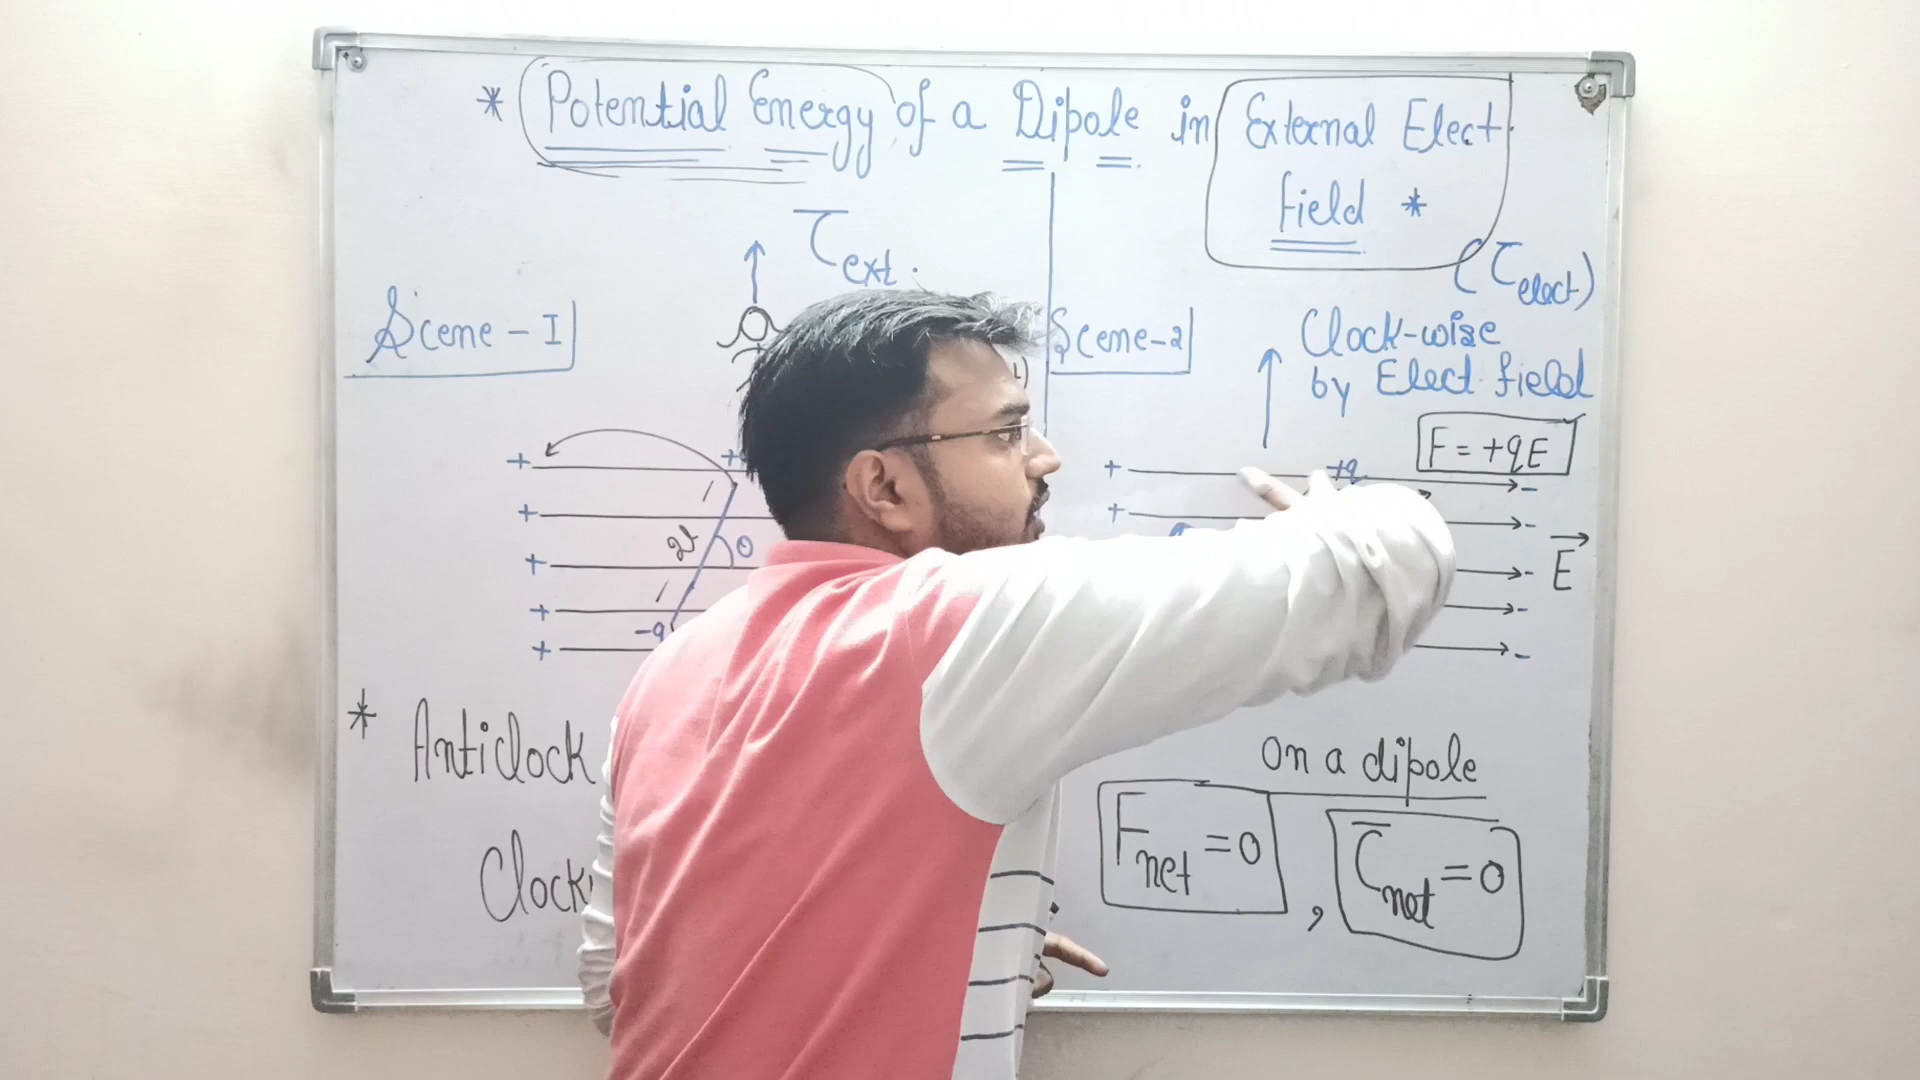 * Potential Energy of a Dipole in External Elect.
field *
τext.
Scene - I
+
+
+
+
+
2l
θ
-q
* Anticlock
Clock
Scene-2
(τelect)
Clock-wise
by Elect. field
F = +qE
+ +q -
+ -
-
-
-
E
on a dipole
Fnet = 0 , τnet = 0